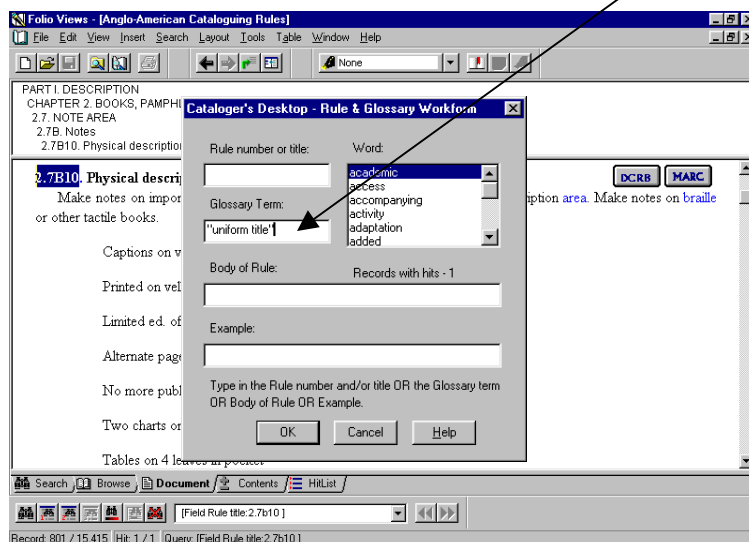 Folio Views - [Anglo-American Cataloguing Rules]
File Edit View Insert Search Layout Tools Table Window Help
None
PART I. DESCRIPTION
CHAPTER 2. BOOKS, PAMPHL
2.7. NOTE AREA
2.7B. Notes
2.7B10. Physical description
Cataloger's Desktop - Rule & Glossary Workform
Rule number or title:
Word:
academic
access
accompanying
activity
adaptation
added
Glossary Term:
"uniform title"
Body of Rule:
Records with hits - 1
Example:
Type in the Rule number and/or title OR the Glossary term
OR Body of Rule OR Example.
OK Cancel Help
2.7B10. Physical descri
DCRB MARC
Make notes on impor ription area. Make notes on braille
or other tactile books.
Captions on v
Printed on vel
Limited ed. of
Alternate page
No more publ
Two charts or
Tables on 4 leaves in pocket
Search Browse Document Contents HitList
[Field Rule title:2.7b10 ]
Record: 801 / 15,415 Hit: 1 / 1 Query: [Field Rule title:2.7b10 ]